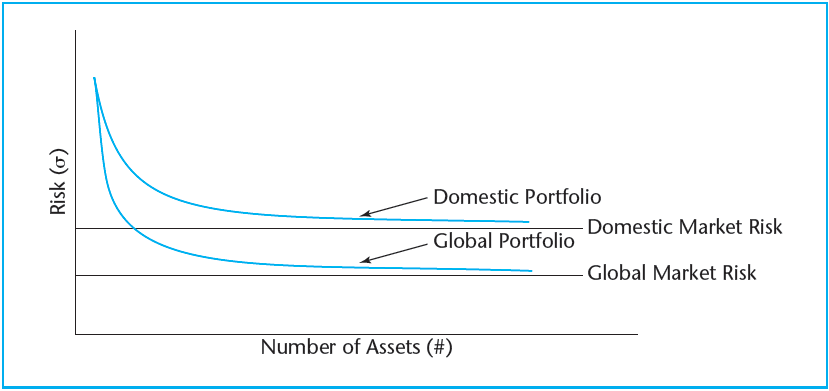 Risk (σ)
Domestic Portfolio
Domestic Market Risk
Global Portfolio
Global Market Risk
Number of Assets (#)